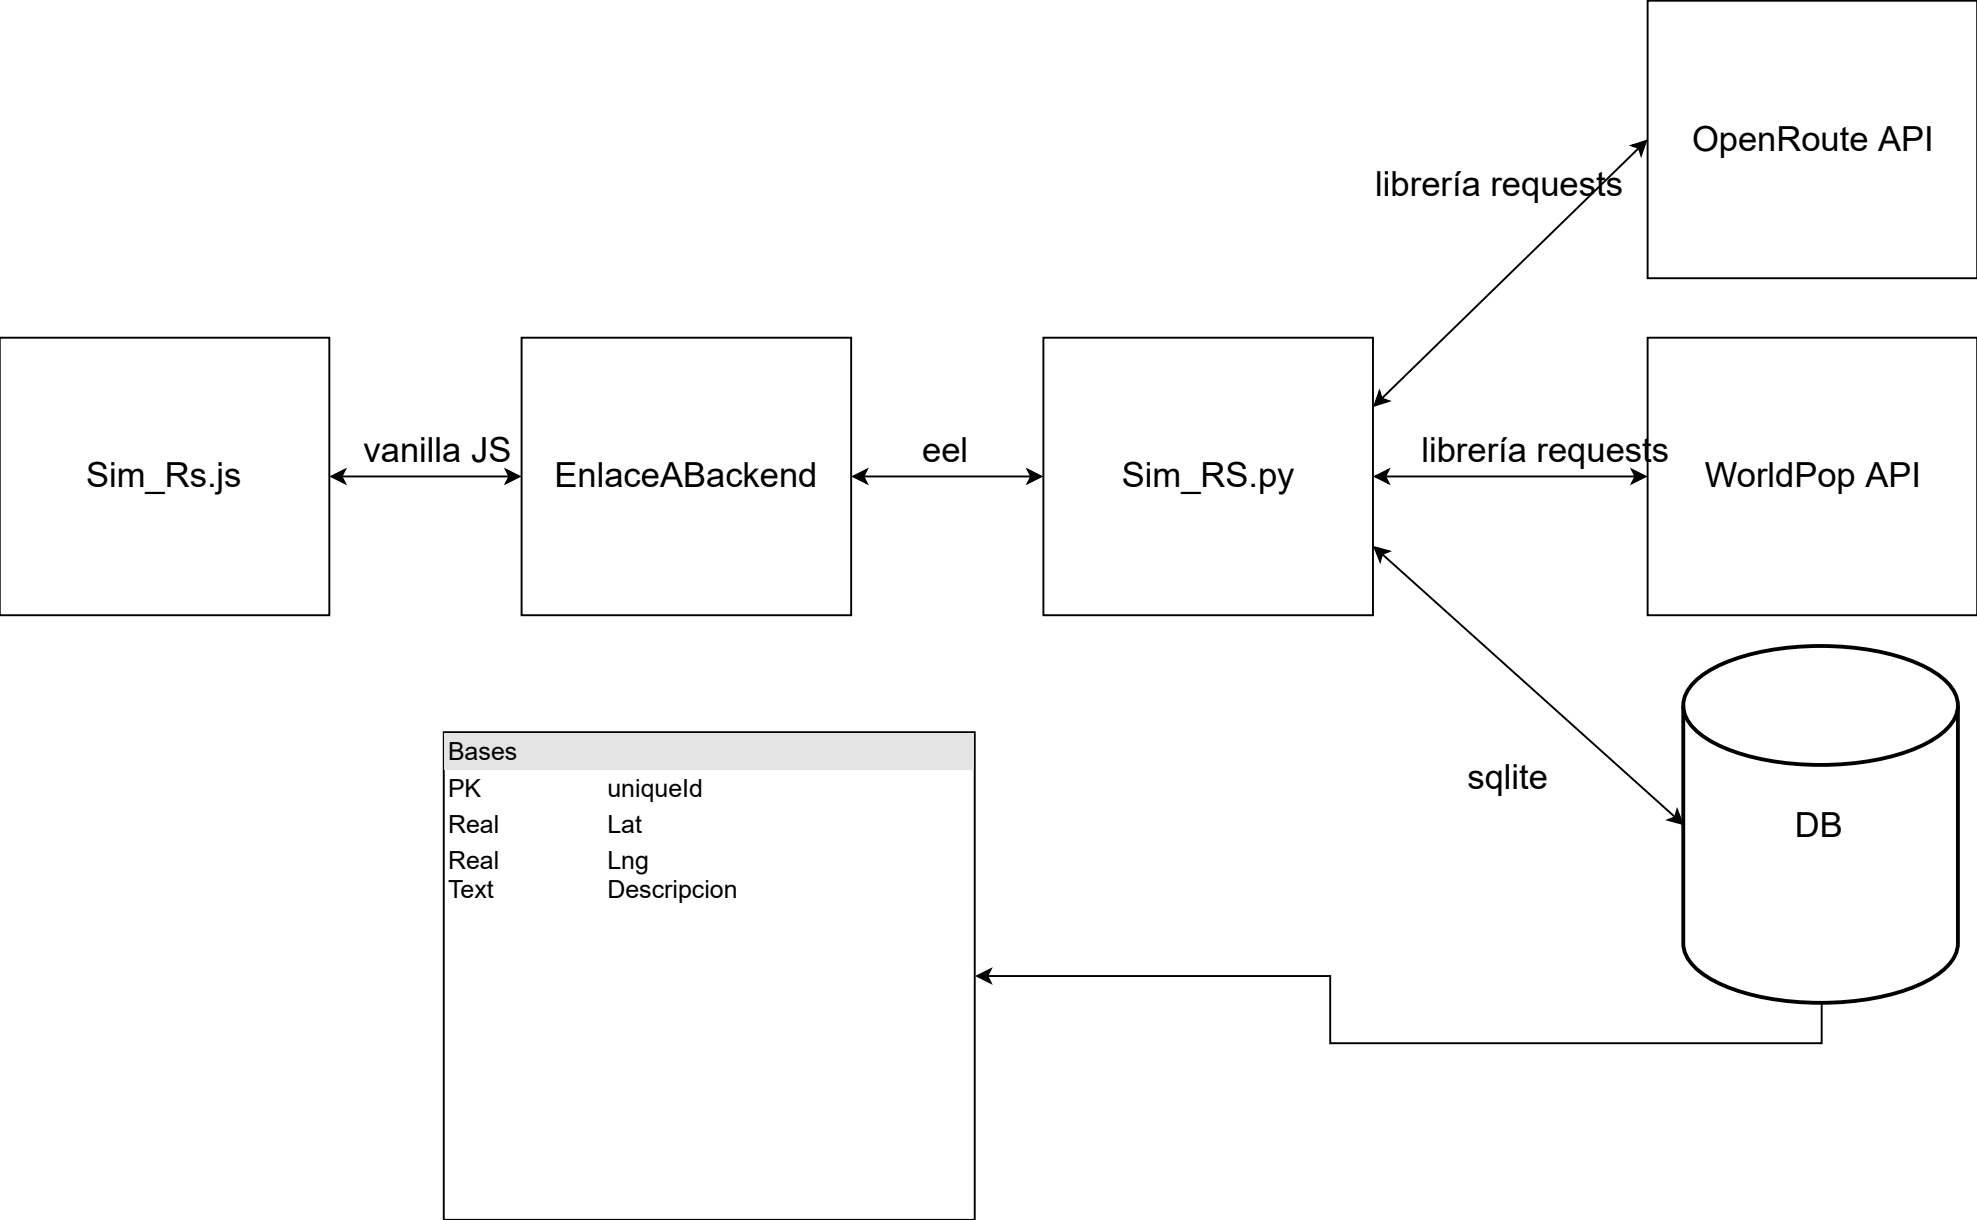 OpenRoute API
librería requests
Sim_Rs.js
vanilla JS
EnlaceABackend
eel
Sim_RS.py
librería requests
WorldPop API
sqlite
DB
Bases
PK uniqueId
Real Lat
Real Lng
Text Descripcion